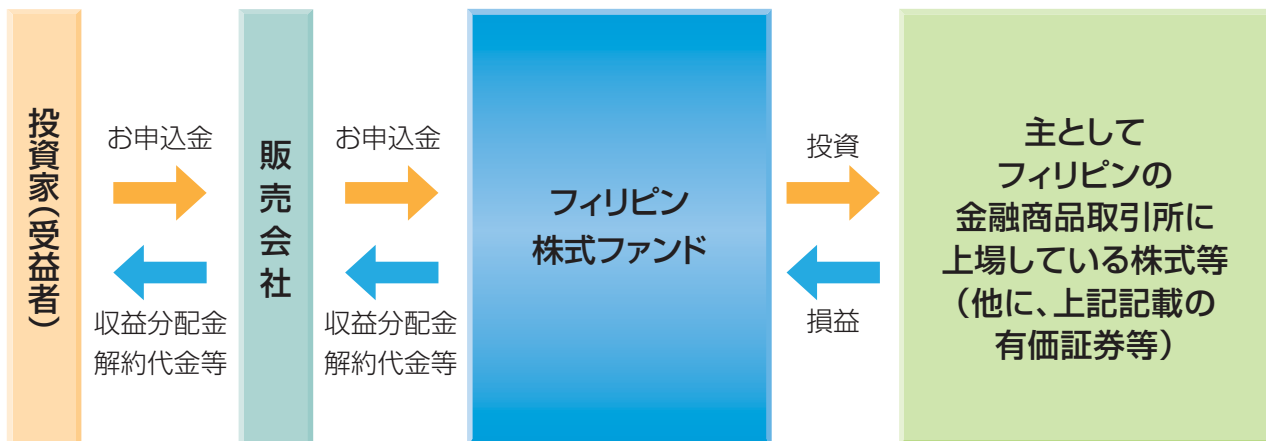 投資家(受益者)
お申込金
収益分配金
解約代金等
販売会社
お申込金
収益分配金
解約代金等
フィリピン
株式ファンド
投資
損益
主として
フィリピンの
金融商品取引所に
上場している株式等
(他に、上記記載の
有価証券等)